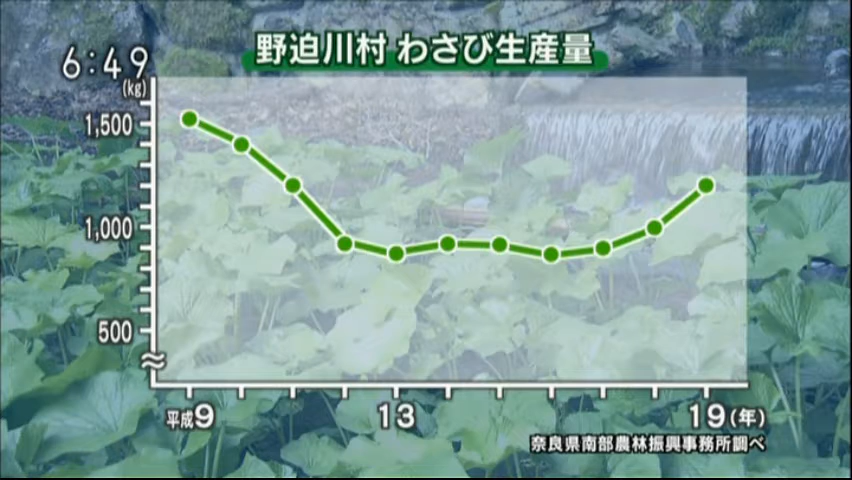 野迫川村 わさび生産量
6:49
(kg)
1,500
1,000
500
平成9 13 19(年)
奈良県南部農林振興事務所調べ